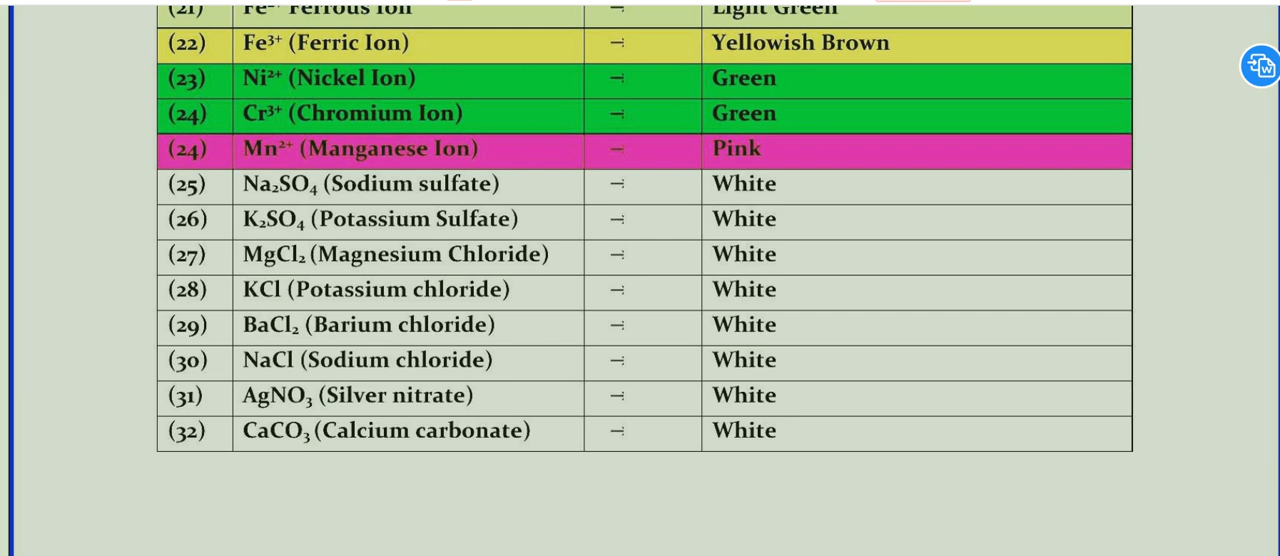 (21) Fe²⁺ Ferrous Ion –: Light Green
(22) Fe³⁺ (Ferric Ion) –: Yellowish Brown
(23) Ni²⁺ (Nickel Ion) –: Green
(24) Cr³⁺ (Chromium Ion) –: Green
(24) Mn²⁺ (Manganese Ion) –: Pink
(25) Na₂SO₄ (Sodium sulfate) –: White
(26) K₂SO₄ (Potassium Sulfate) –: White
(27) MgCl₂ (Magnesium Chloride) –: White
(28) KCl (Potassium chloride) –: White
(29) BaCl₂ (Barium chloride) –: White
(30) NaCl (Sodium chloride) –: White
(31) AgNO₃ (Silver nitrate) –: White
(32) CaCO₃ (Calcium carbonate) –: White